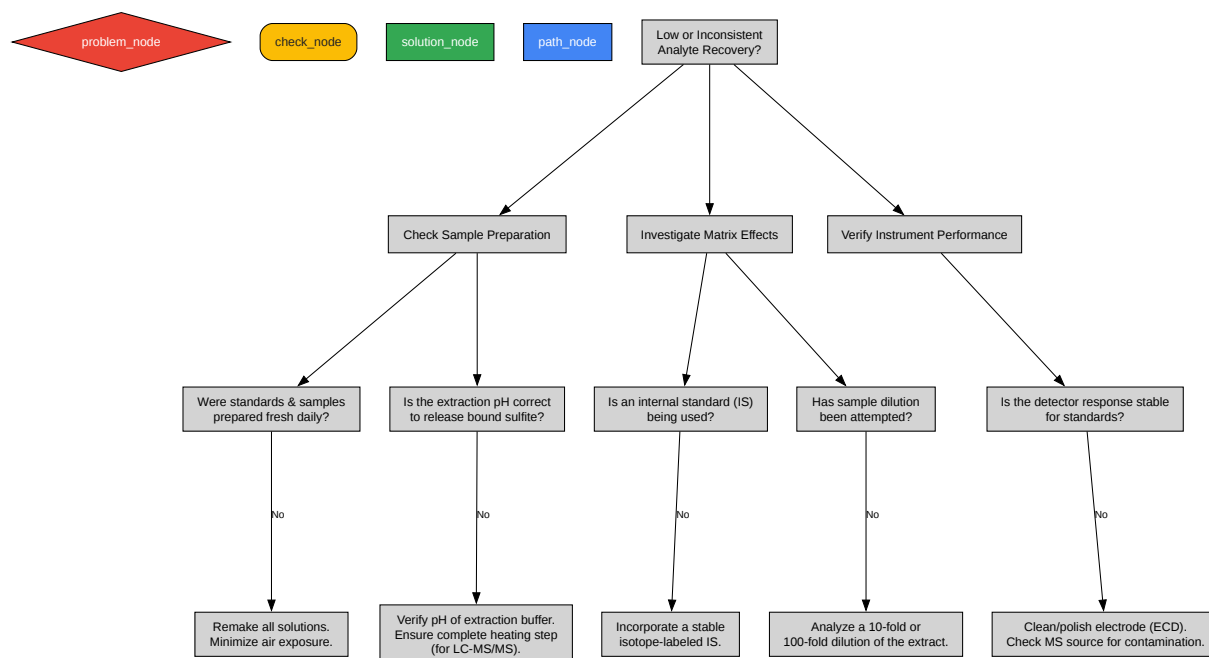 problem_node
check_node
solution_node
path_node
Low or Inconsistent
Analyte Recovery?
Check Sample Preparation
Investigate Matrix Effects
Verify Instrument Performance
Were standards & samples
prepared fresh daily?
Is the extraction pH correct
to release bound sulfite?
Is an internal standard (IS)
being used?
Has sample dilution
been attempted?
Is the detector response stable
for standards?
No
No
No
No
No
Remake all solutions.
Minimize air exposure.
Verify pH of extraction buffer.
Ensure complete heating step
(for LC-MS/MS).
Incorporate a stable
isotope-labeled IS.
Analyze a 10-fold or
100-fold dilution of the extract.
Clean/polish electrode (ECD).
Check MS source for contamination.